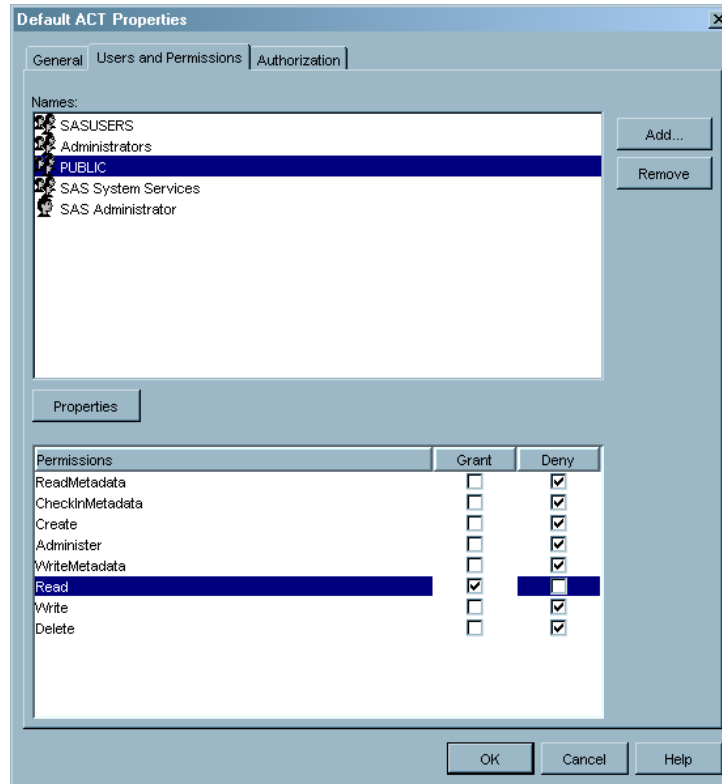 Default ACT Properties
General Users and Permissions Authorization
Names:
SASUSERS
Administrators
PUBLIC
SAS System Services
SAS Administrator
Add...
Remove
Properties
Permissions Grant Deny
ReadMetadata
CheckInMetadata
Create
Administer
WriteMetadata
Read
Write
Delete
OK Cancel Help